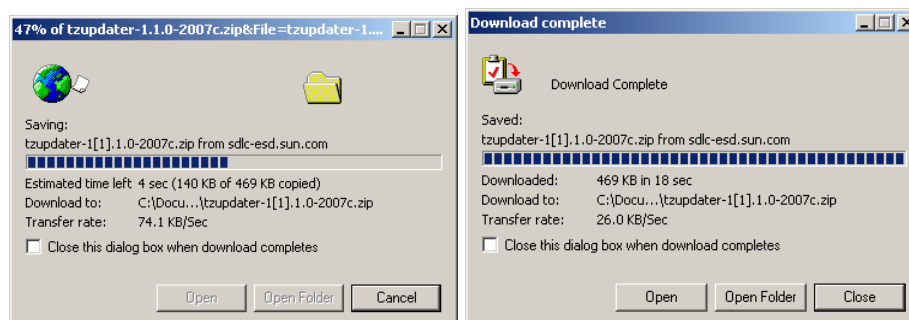 47% of tzupdater-1.1.0-2007c.zip&File=tzupdater-1....
Saving:
tzupdater-1[1].1.0-2007c.zip from sdlc-esd.sun.com
Estimated time left 4 sec (140 KB of 469 KB copied)
Download to: C:\Docu...\tzupdater-1[1].1.0-2007c.zip
Transfer rate: 74.1 KB/Sec
Close this dialog box when download completes
Open Open Folder Cancel
Download complete
Download Complete
Saved:
tzupdater-1[1].1.0-2007c.zip from sdlc-esd.sun.com
Downloaded: 469 KB in 18 sec
Download to: C:\Docu...\tzupdater-1[1].1.0-2007c.zip
Transfer rate: 26.0 KB/Sec
Close this dialog box when download completes
Open Open Folder Close